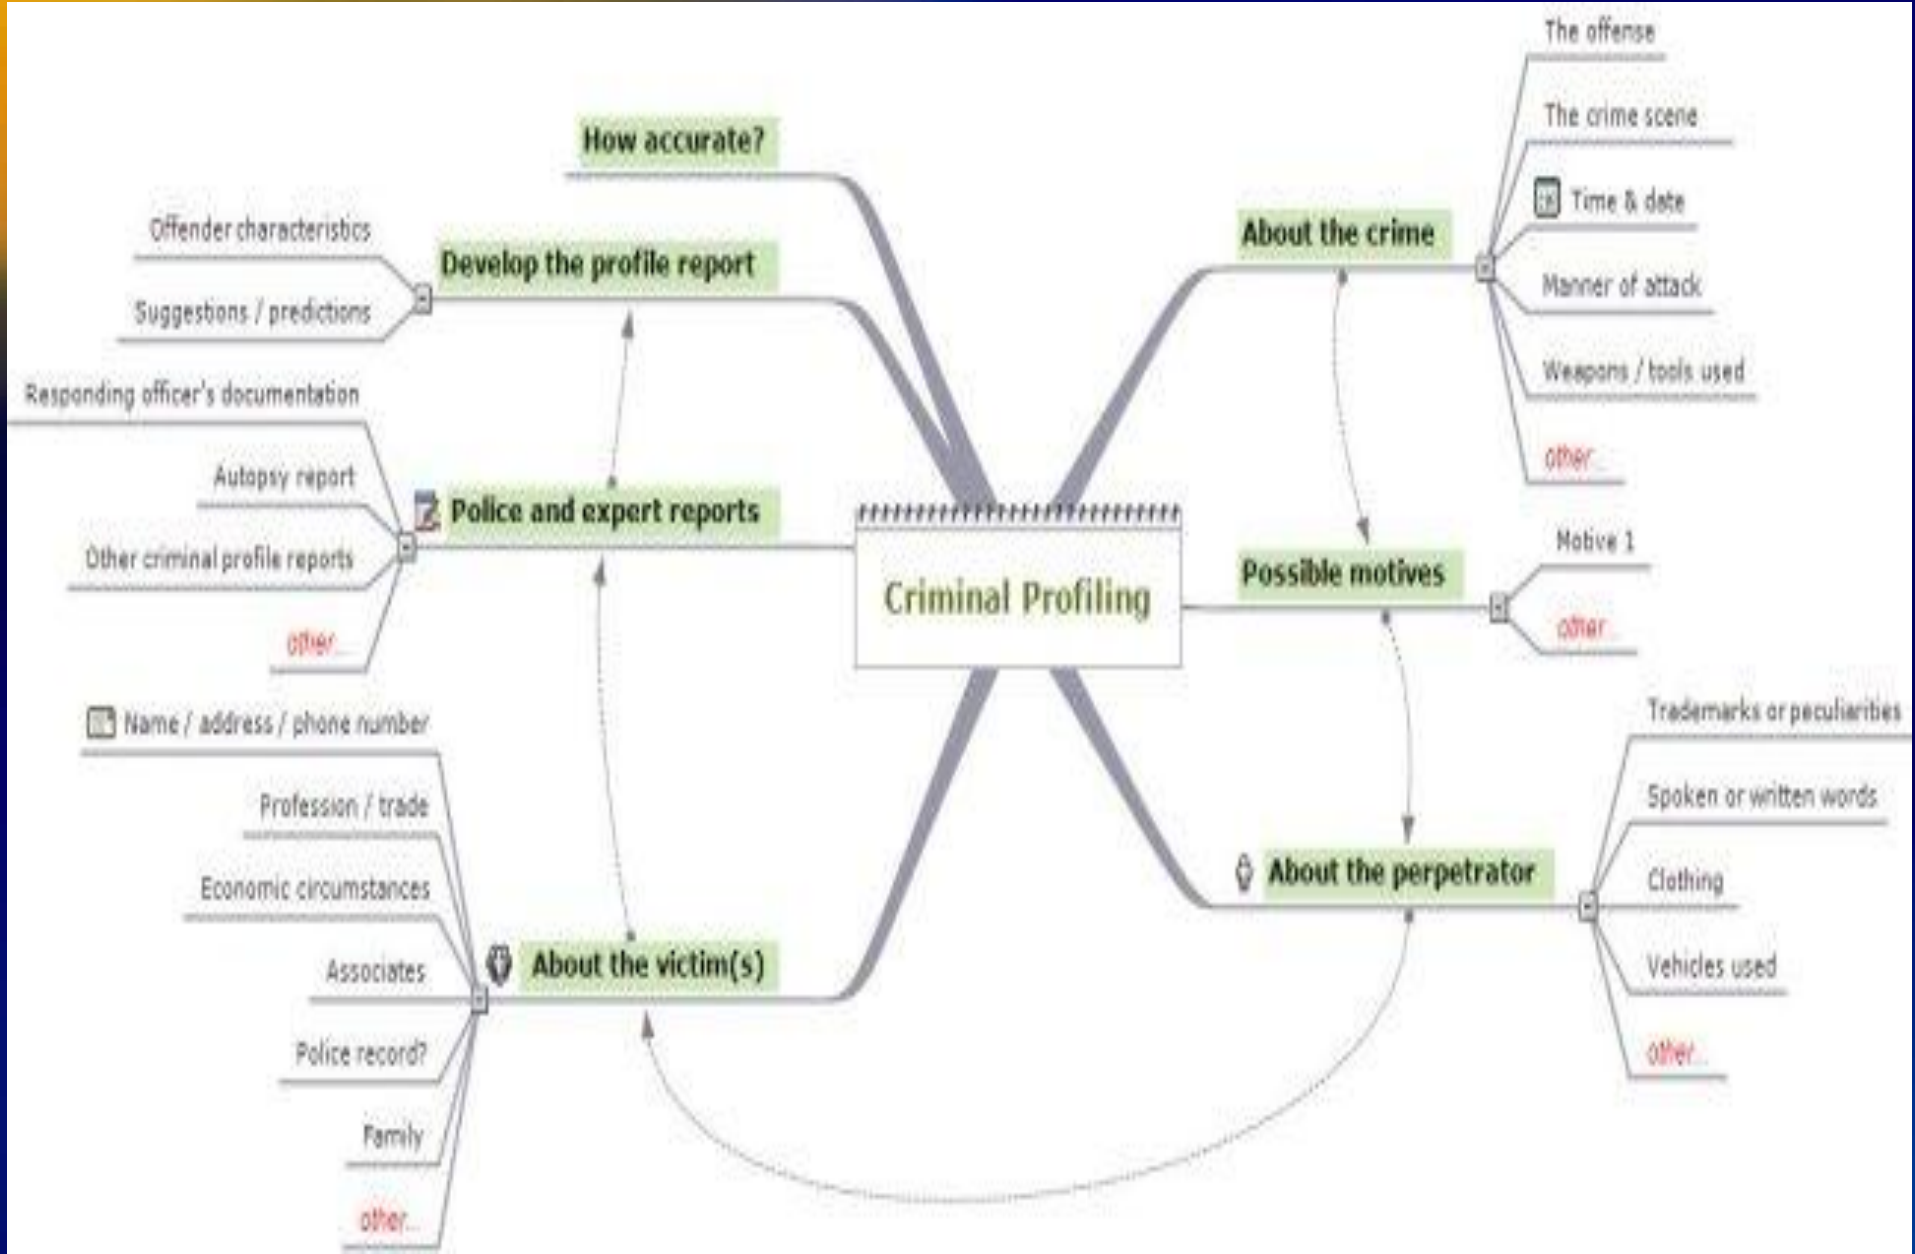 Criminal Profiling
About the crime
The offense
The crime scene
Time & date
Manner of attack
Weapons / tools used
other...
Possible motives
Motive 1
other...
About the perpetrator
Trademarks or peculiarities
Spoken or written words
Clothing
Vehicles used
other...
About the victim(s)
Name / address / phone number
Profession / trade
Economic circumstances
Associates
Police record?
Family
other...
Police and expert reports
Responding officer's documentation
Autopsy report
Other criminal profile reports
other...
Develop the profile report
Offender characteristics
Suggestions / predictions
How accurate?